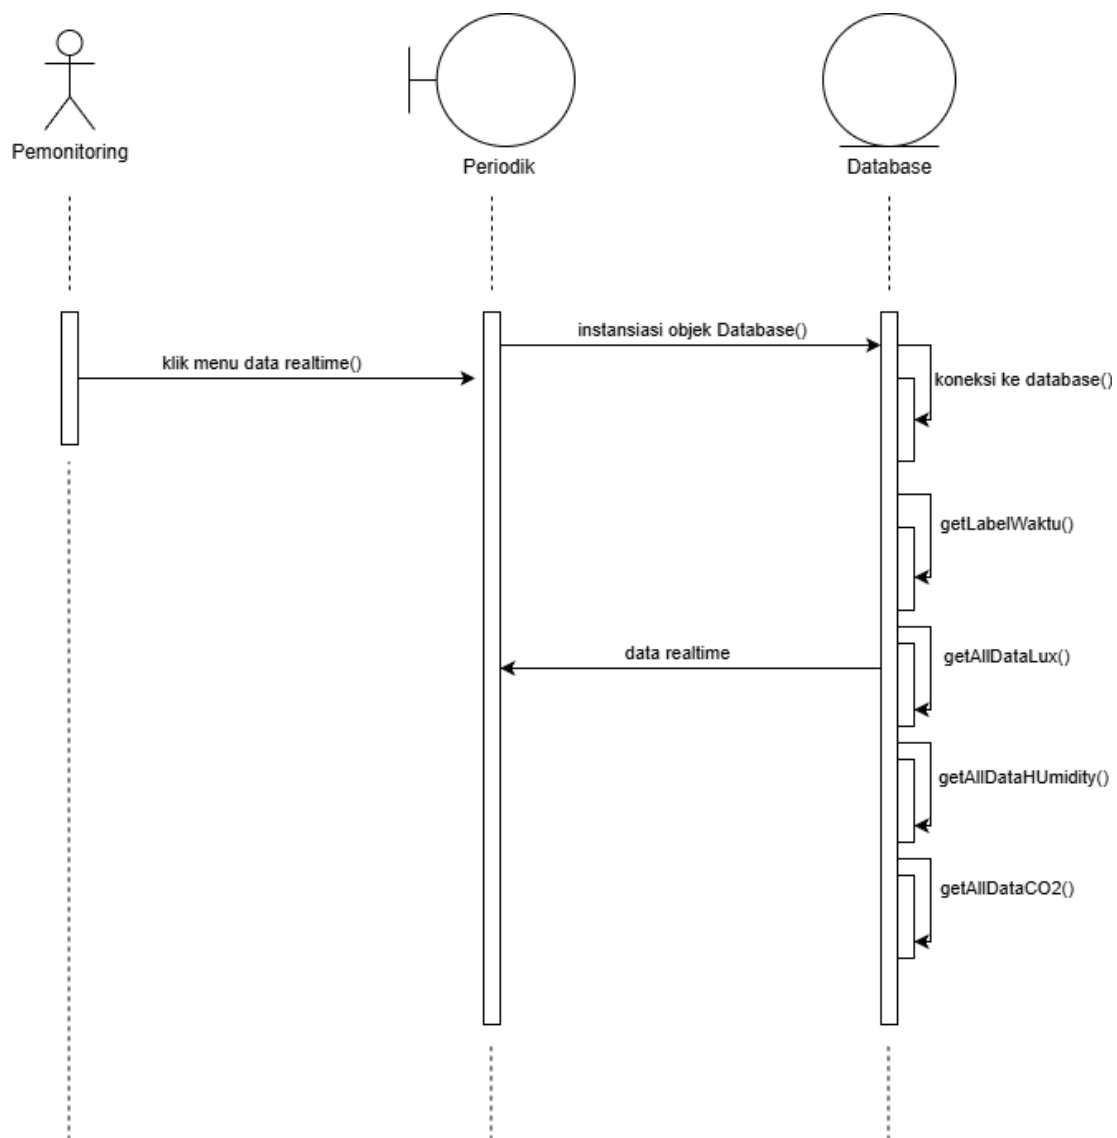 Pemonitoring
Periodik
Database
instansiasi objek Database()
klik menu data realtime()
koneksi ke database()
getLabelWaktu()
data realtime
getAllDataLux()
getAllDataHUmidity()
getAllDataCO2()